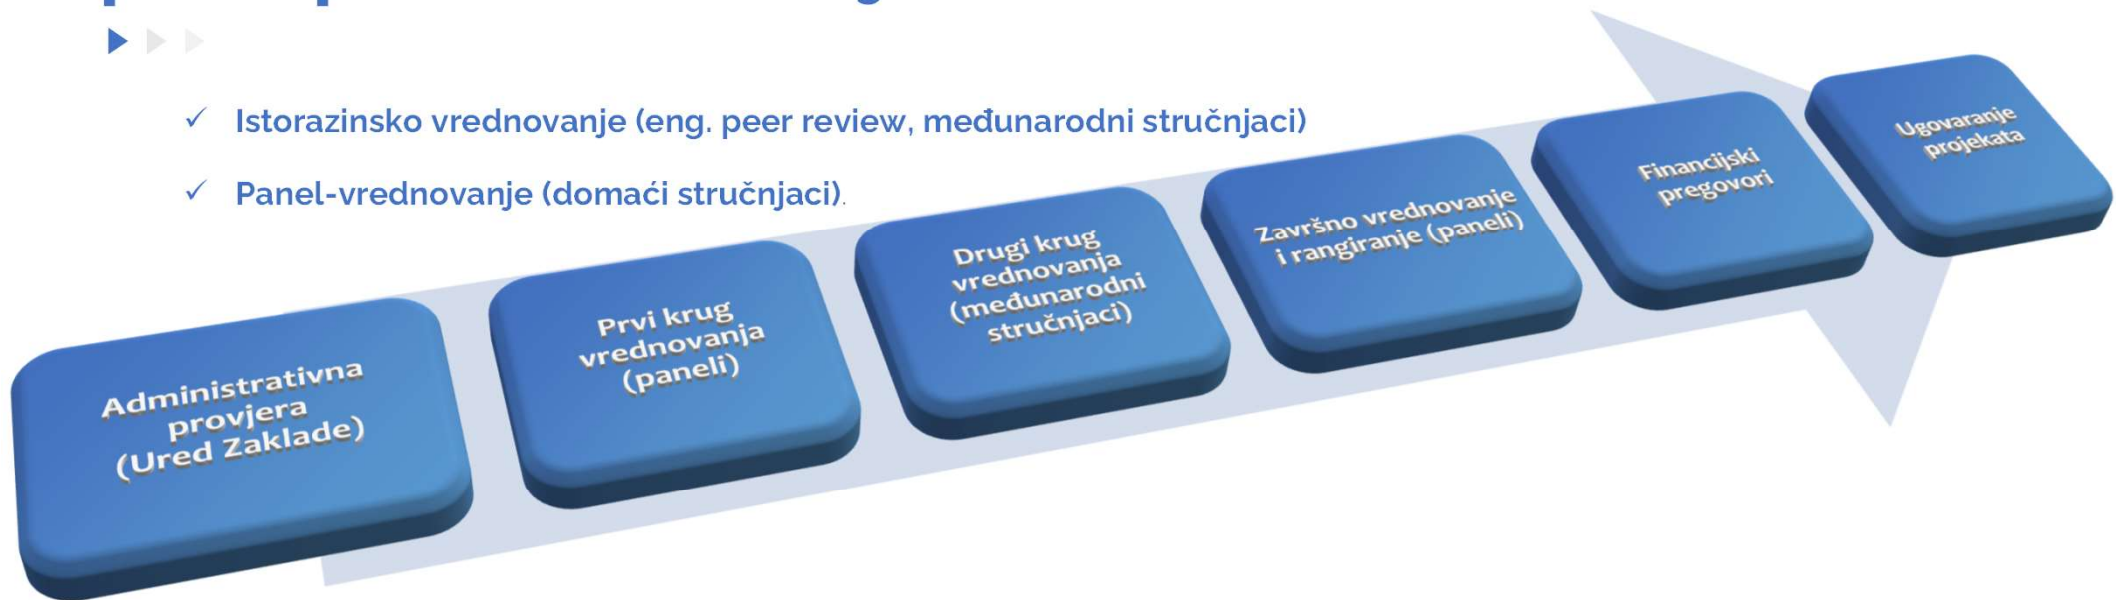 Istorazinsko vrednovanje (eng. peer review, međunarodni stručnjaci)
Panel-vrednovanje (domaći stručnjaci).
Administrativna
provjera
(Ured Zaklade)
Prvi krug
vrednovanja
(paneli)
Drugi krug
vrednovanja
(međunarodni
stručnjaci)
Završno vrednovanje
i rangiranje (paneli)
Financijski
pregovori
Ugovaranje
projekata